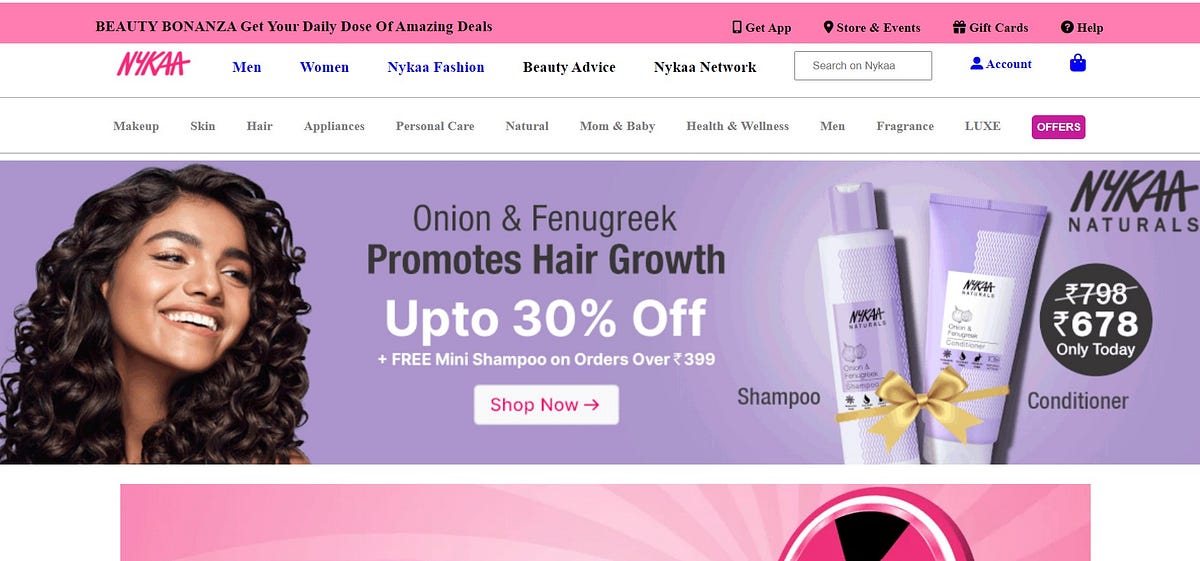 BEAUTY BONANZA Get Your Daily Dose Of Amazing Deals
Get App
Store & Events
Gift Cards
Help
NYKAA
Men
Women
Nykaa Fashion
Beauty Advice
Nykaa Network
Search on Nykaa
Account
Makeup
Skin
Hair
Appliances
Personal Care
Natural
Mom & Baby
Health & Wellness
Men
Fragrance
LUXE
OFFERS
Onion & Fenugreek
Promotes Hair Growth
Upto 30% Off
+ FREE Mini Shampoo on Orders Over ₹399
Shop Now →
NYKAA
NATURALS
₹798
₹678
Only Today
Shampoo
Conditioner
NYKAA
NATURALS
Onion &
Fenugreek
Shampoo
NYKAA
NATURALS
Onion &
Fenugreek
Conditioner